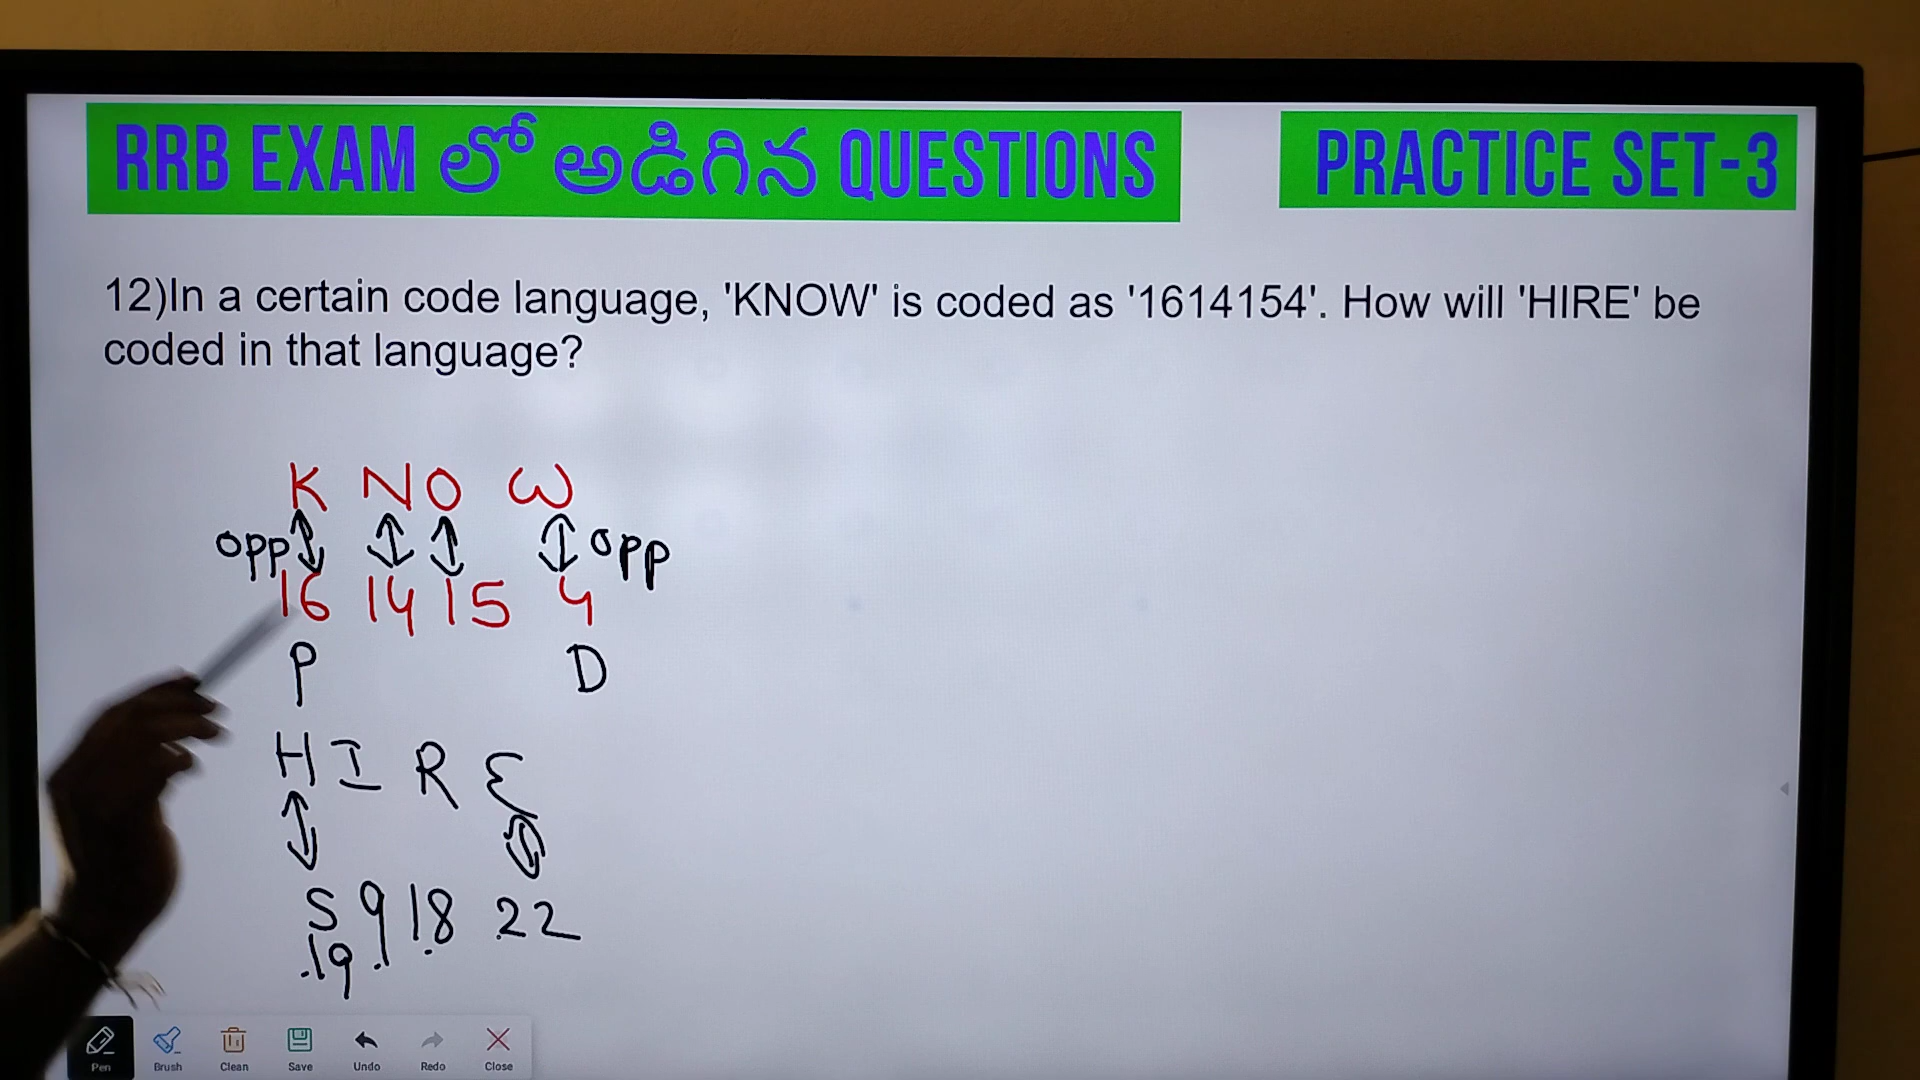 RRB EXAM లో అడిగిన QUESTIONS
PRACTICE SET-3
12)In a certain code language, 'KNOW' is coded as '1614154'. How will 'HIRE' be
coded in that language?
K N O W
opp opp
16 14 15 4
P D
H I R E
S 9 18 22
19
Pen Brush Clean Save Undo Redo Close